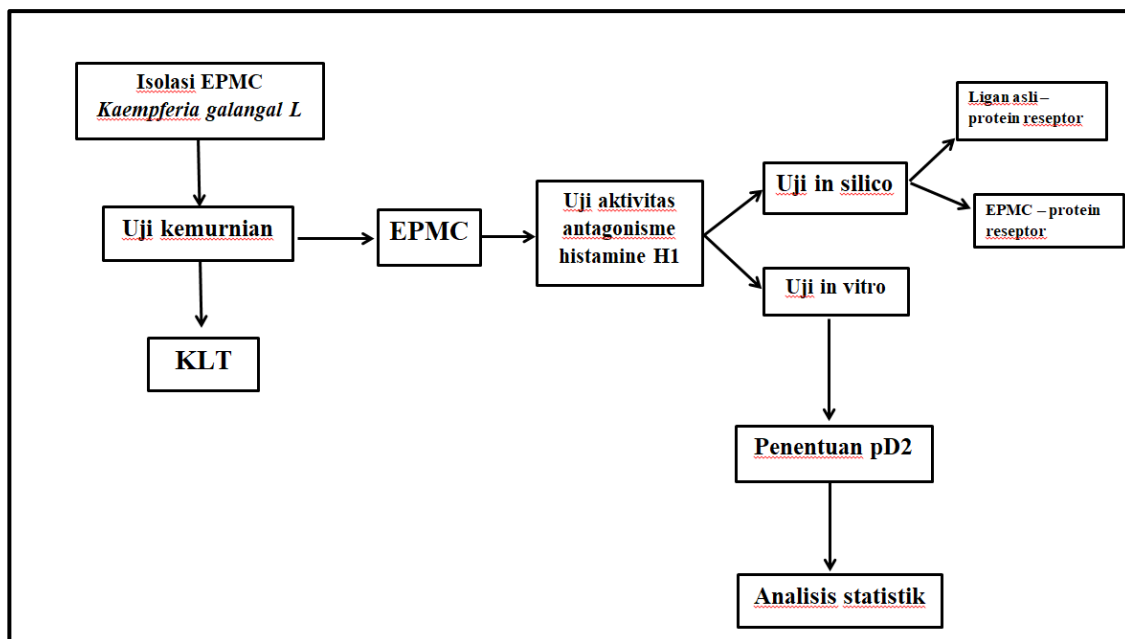 Isolasi EPMC
Kaempferia galangal L
Uji kemurnian
KLT
EPMC
Uji aktivitas
antagonisme
histamine H1
Uji in silico
Ligan asli –
protein reseptor
EPMC – protein
reseptor
Uji in vitro
Penentuan pD2
Analisis statistik